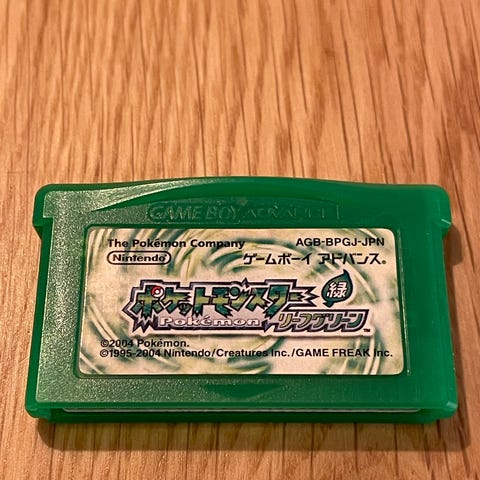 GAME BOY ADVANCE
The Pokémon Company AGB-BPGJ-JPN
Nintendo ゲームボーイ アドバンス®
ポケットモンスター 緑
Pokémon リーフグリーン™
©2004 Pokémon.
©1995-2004 Nintendo/Creatures inc./GAME FREAK inc.